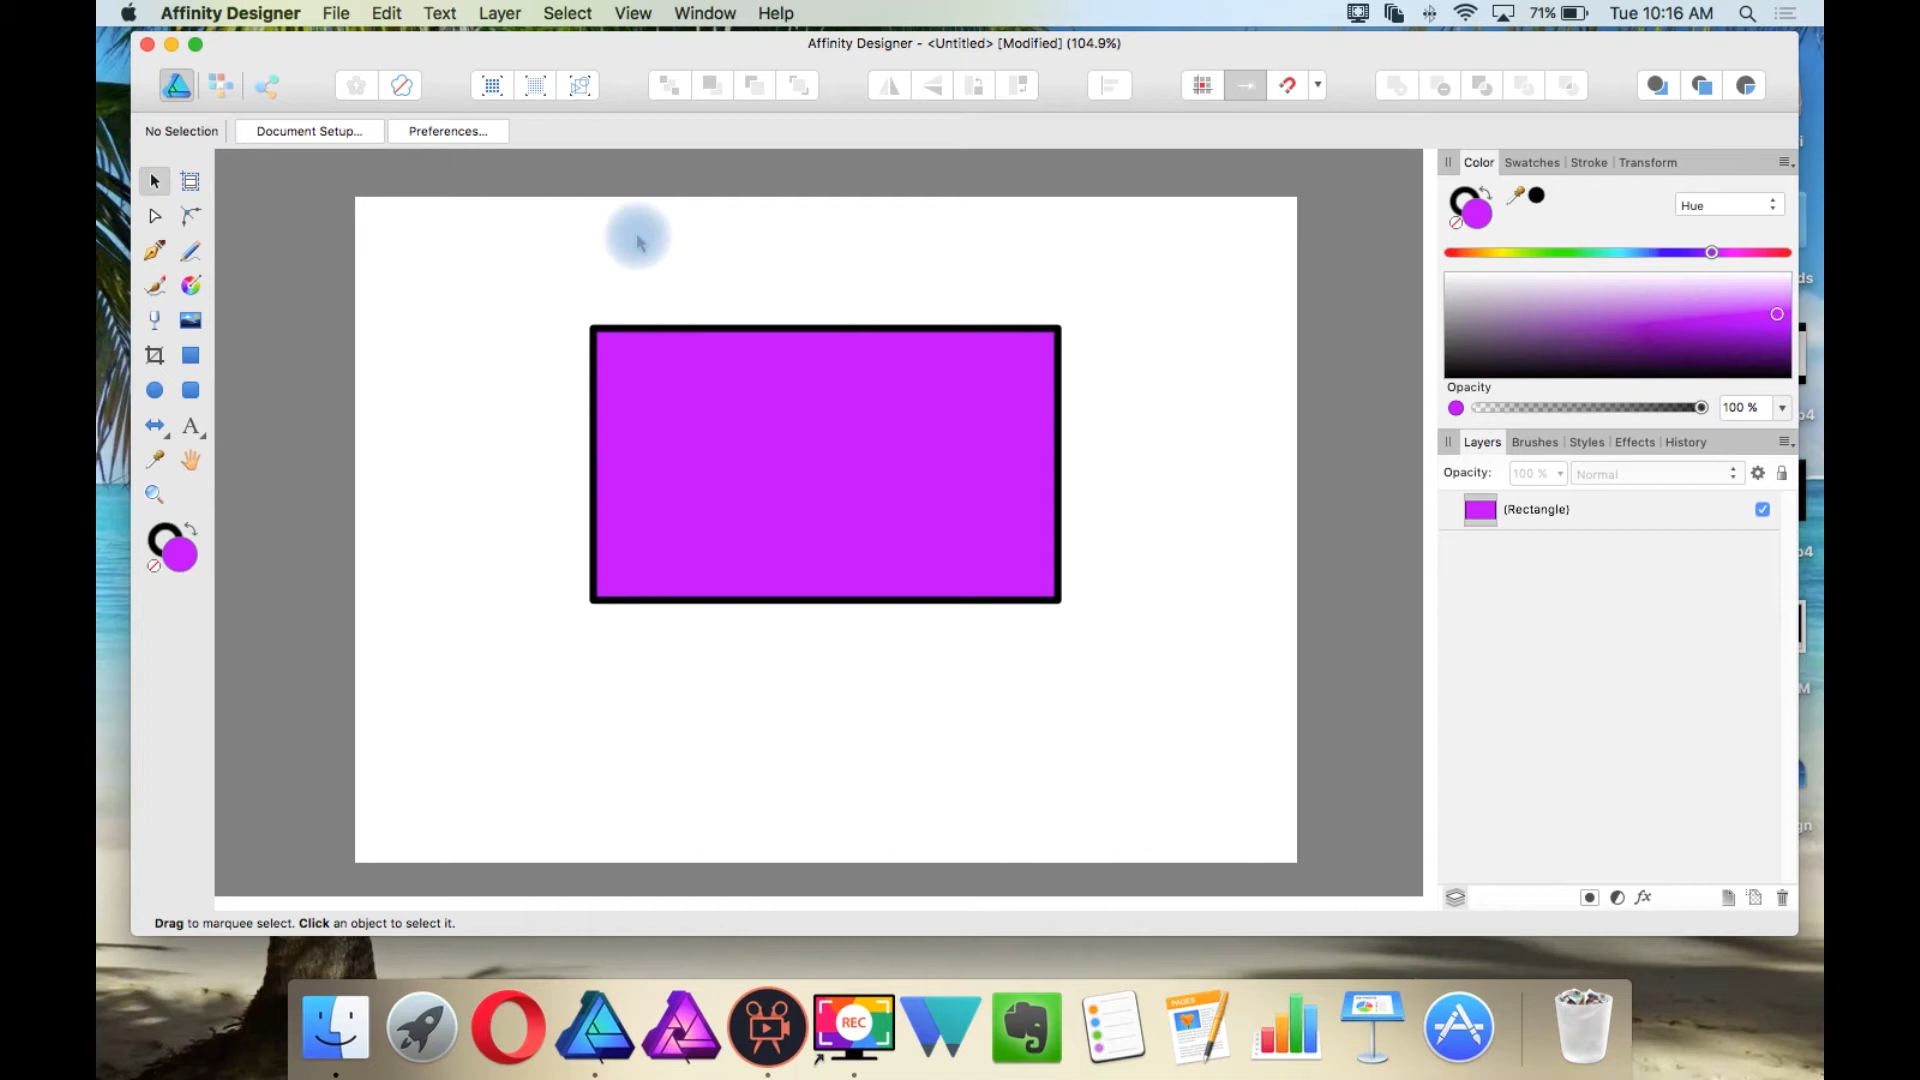 Affinity Designer File Edit Text Layer Select View Window Help 71% Tue 10:16 AM
Affinity Designer - <Untitled> [Modified] (104.9%)
No Selection Document Setup... Preferences...
Color Swatches Stroke Transform
Hue
Opacity
100 %
Layers Brushes Styles Effects History
Opacity: 100 % Normal
(Rectangle)
fx
Drag to marquee select. Click an object to select it.
REC
PAGES